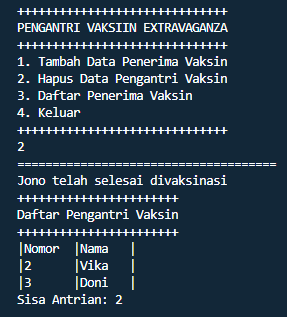 ++++++++++++++++++++++++++++++
PENGANTRI VAKSIIN EXTRAVAGANZA
++++++++++++++++++++++++++++++
1. Tambah Data Penerima Vaksin
2. Hapus Data Pengantri Vaksin
3. Daftar Penerima Vaksin
4. Keluar
++++++++++++++++++++++++++++++
2
=====================================
Jono telah selesai divaksinasi
+++++++++++++++++++++++
Daftar Pengantri Vaksin
+++++++++++++++++++++++
|Nomor  |Nama   |
|2      |Vika   |
|3      |Doni   |
Sisa Antrian: 2